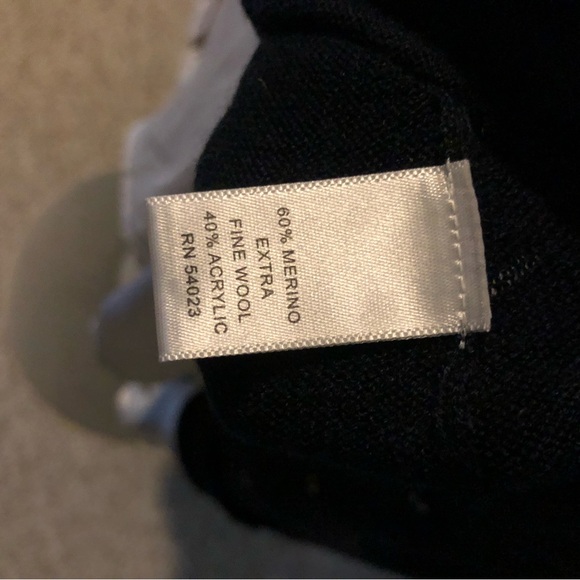 60% MERINO
EXTRA
FINE WOOL
40% ACRYLIC
RN 54023